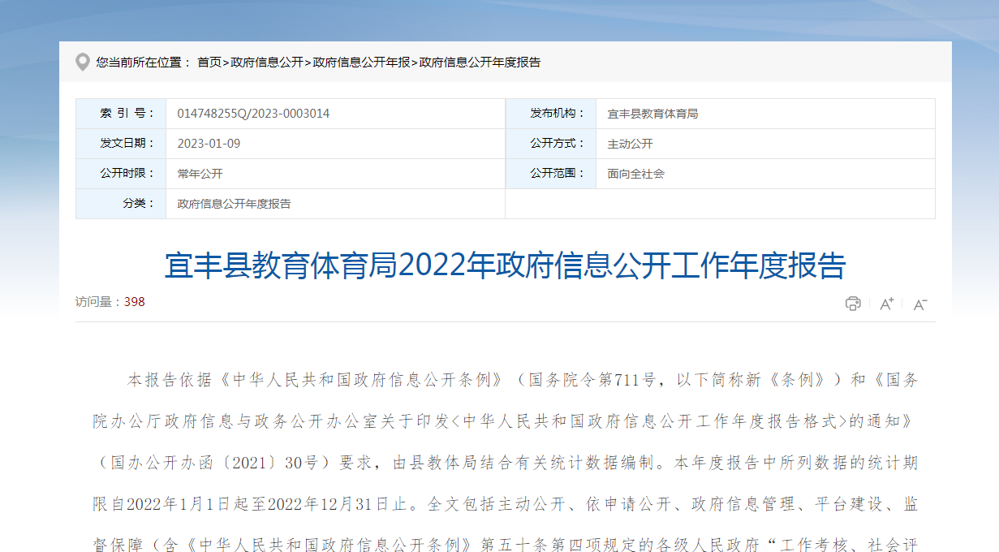 您当前所在位置： 首页>政府信息公开>政府信息公开年报>政府信息公开年度报告
索 引 号： 014748255Q/2023-0003014 发布机构： 宜丰县教育体育局
发文日期： 2023-01-09 公开方式： 主动公开
公开时限： 常年公开 公开范围： 面向全社会
分类： 政府信息公开年度报告
宜丰县教育体育局2022年政府信息公开工作年度报告
访问量：398
A+ A-
本报告依据《中华人民共和国政府信息公开条例》（国务院令第711号，以下简称新《条例》）和《国务
院办公厅政府信息与政务公开办公室关于印发<中华人民共和国政府信息公开工作年度报告格式>的通知》
（国办公开办函〔2021〕30号）要求，由县教体局结合有关统计数据编制。本年度报告中所列数据的统计期
限自2022年1月1日起至2022年12月31日止。全文包括主动公开、依申请公开、政府信息管理、平台建设、监
督保障（含《中华人民共和国政府信息公开条例》第五十条第四项规定的各级人民政府“工作考核、社会评